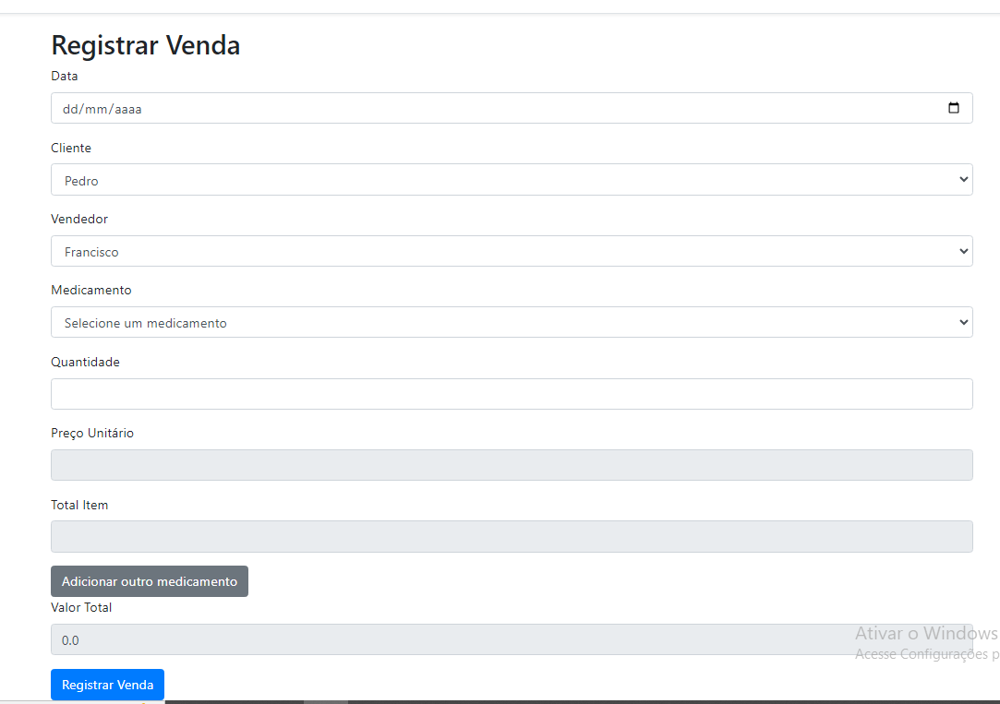 Registrar Venda
Data
dd/mm/aaaa
Cliente
Pedro
Vendedor
Francisco
Medicamento
Selecione um medicamento
Quantidade
Preço Unitário
Total Item
Adicionar outro medicamento
Valor Total
0.0
Ativar o Windows
Acesse Configurações p
Registrar Venda